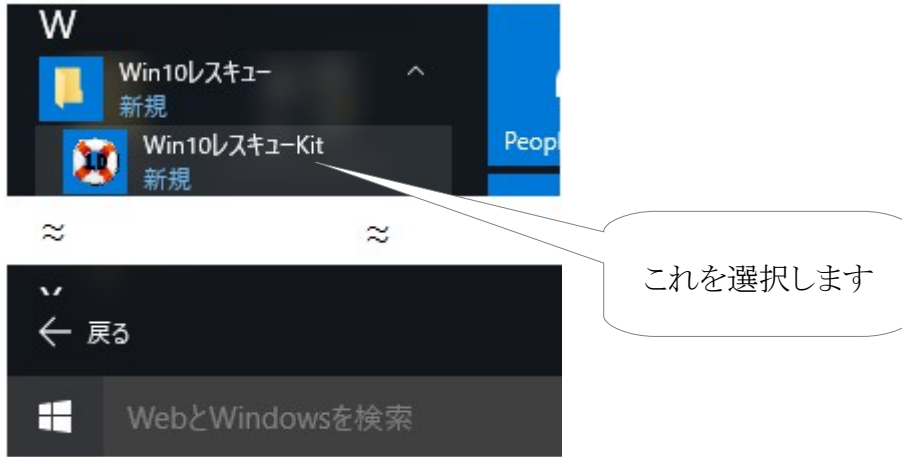 W
Win10レスキュー
新規
Win10レスキューKit
新規
Peopl
≈ ≈
これを選択します
← 戻る
WebとWindowsを検索